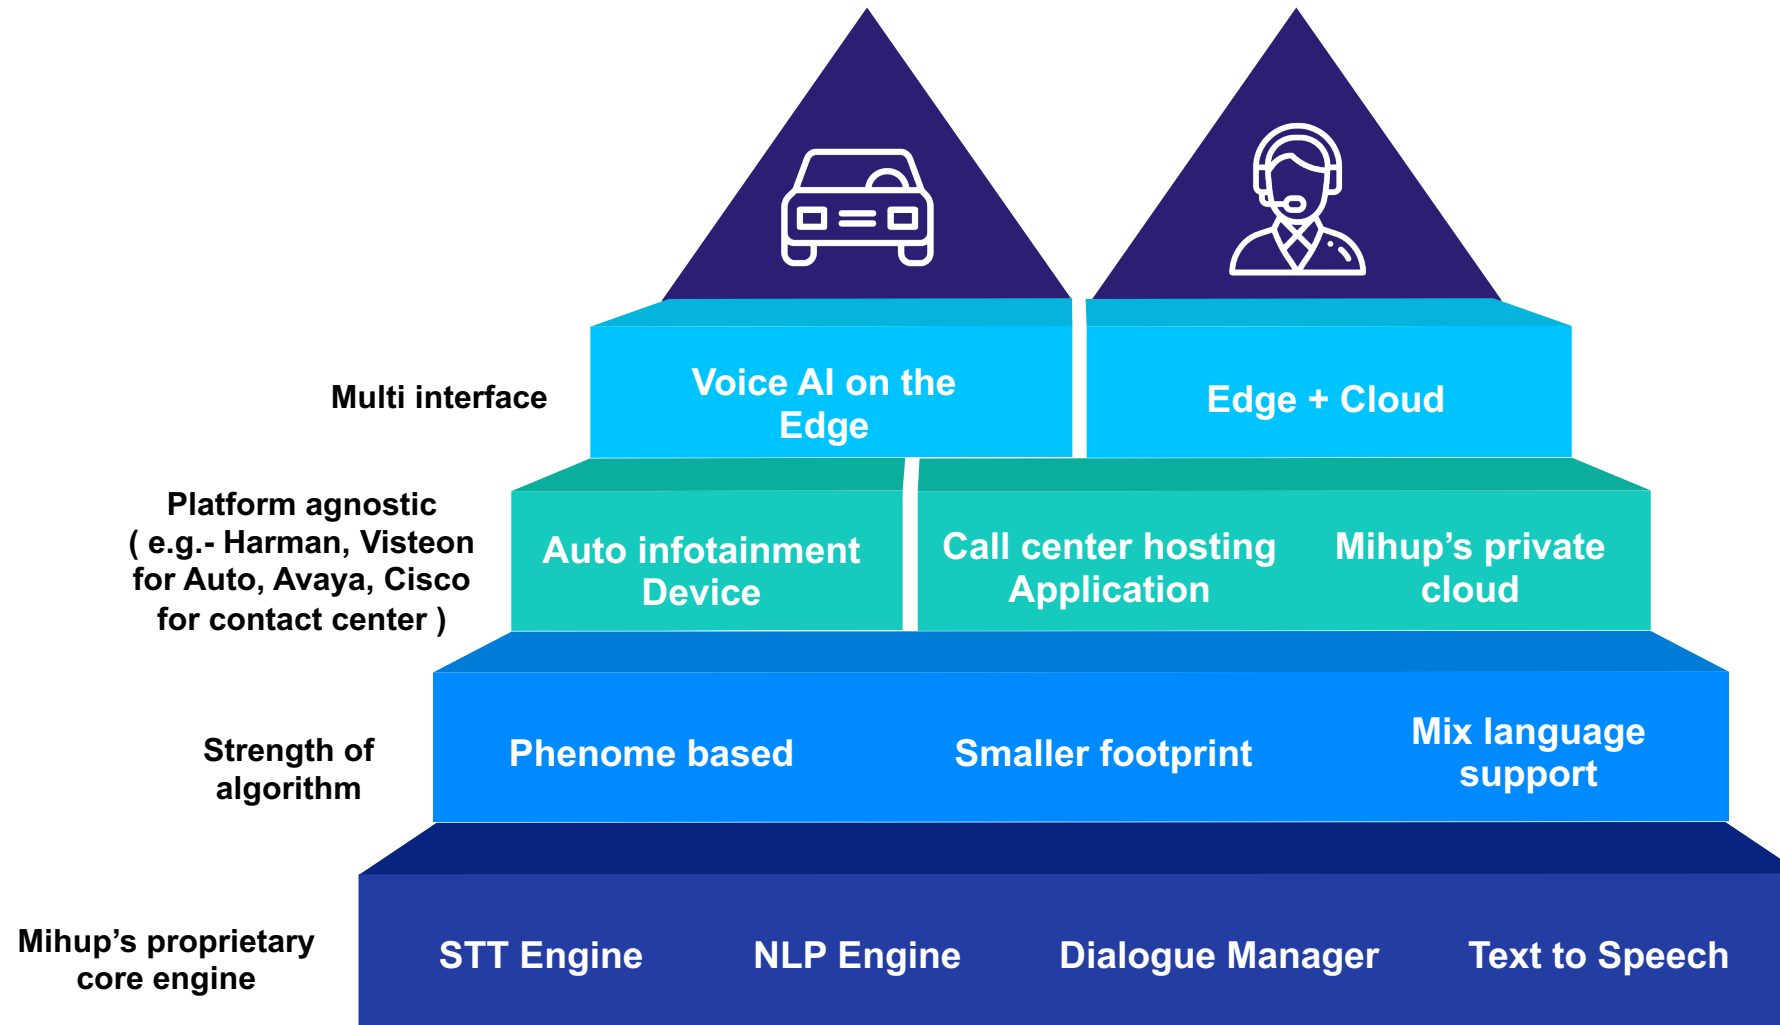 Multi interface
Voice AI on the
Edge
Edge + Cloud
Platform agnostic
( e.g.- Harman, Visteon
for Auto, Avaya, Cisco
for contact center )
Auto infotainment
Device
Call center hosting
Application
Mihup’s private
cloud
Strength of
algorithm
Phenome based
Smaller footprint
Mix language
support
Mihup’s proprietary
core engine
STT Engine
NLP Engine
Dialogue Manager
Text to Speech